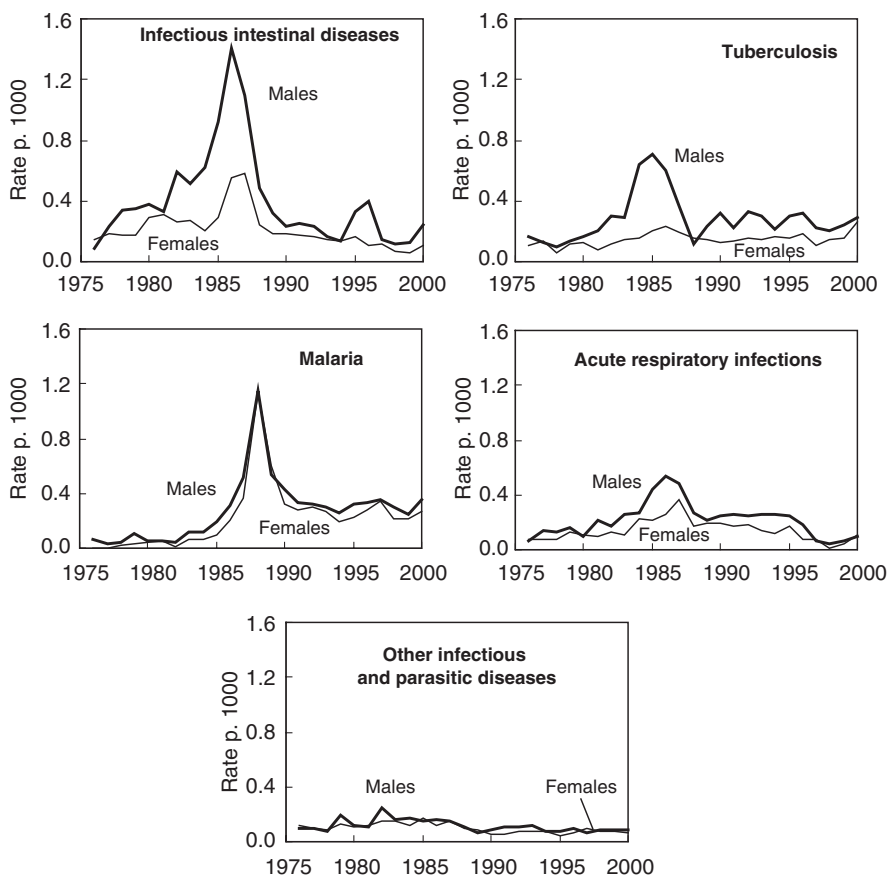 Infectious intestinal diseases
Rate p. 1000
1.6
1.2
0.8
0.4
0.0
Males
Females
1975 1980 1985 1990 1995 2000
Tuberculosis
Rate p. 1000
1.6
1.2
0.8
0.4
0.0
Males
Females
1975 1980 1985 1990 1995 2000
Malaria
Rate p. 1000
1.6
1.2
0.8
0.4
0.0
Males
Females
1975 1980 1985 1990 1995 2000
Acute respiratory infections
Rate p. 1000
1.6
1.2
0.8
0.4
0.0
Males
Females
1975 1980 1985 1990 1995 2000
Other infectious
and parasitic diseases
Rate p. 1000
1.6
1.2
0.8
0.4
0.0
Males
Females
1975 1980 1985 1990 1995 2000